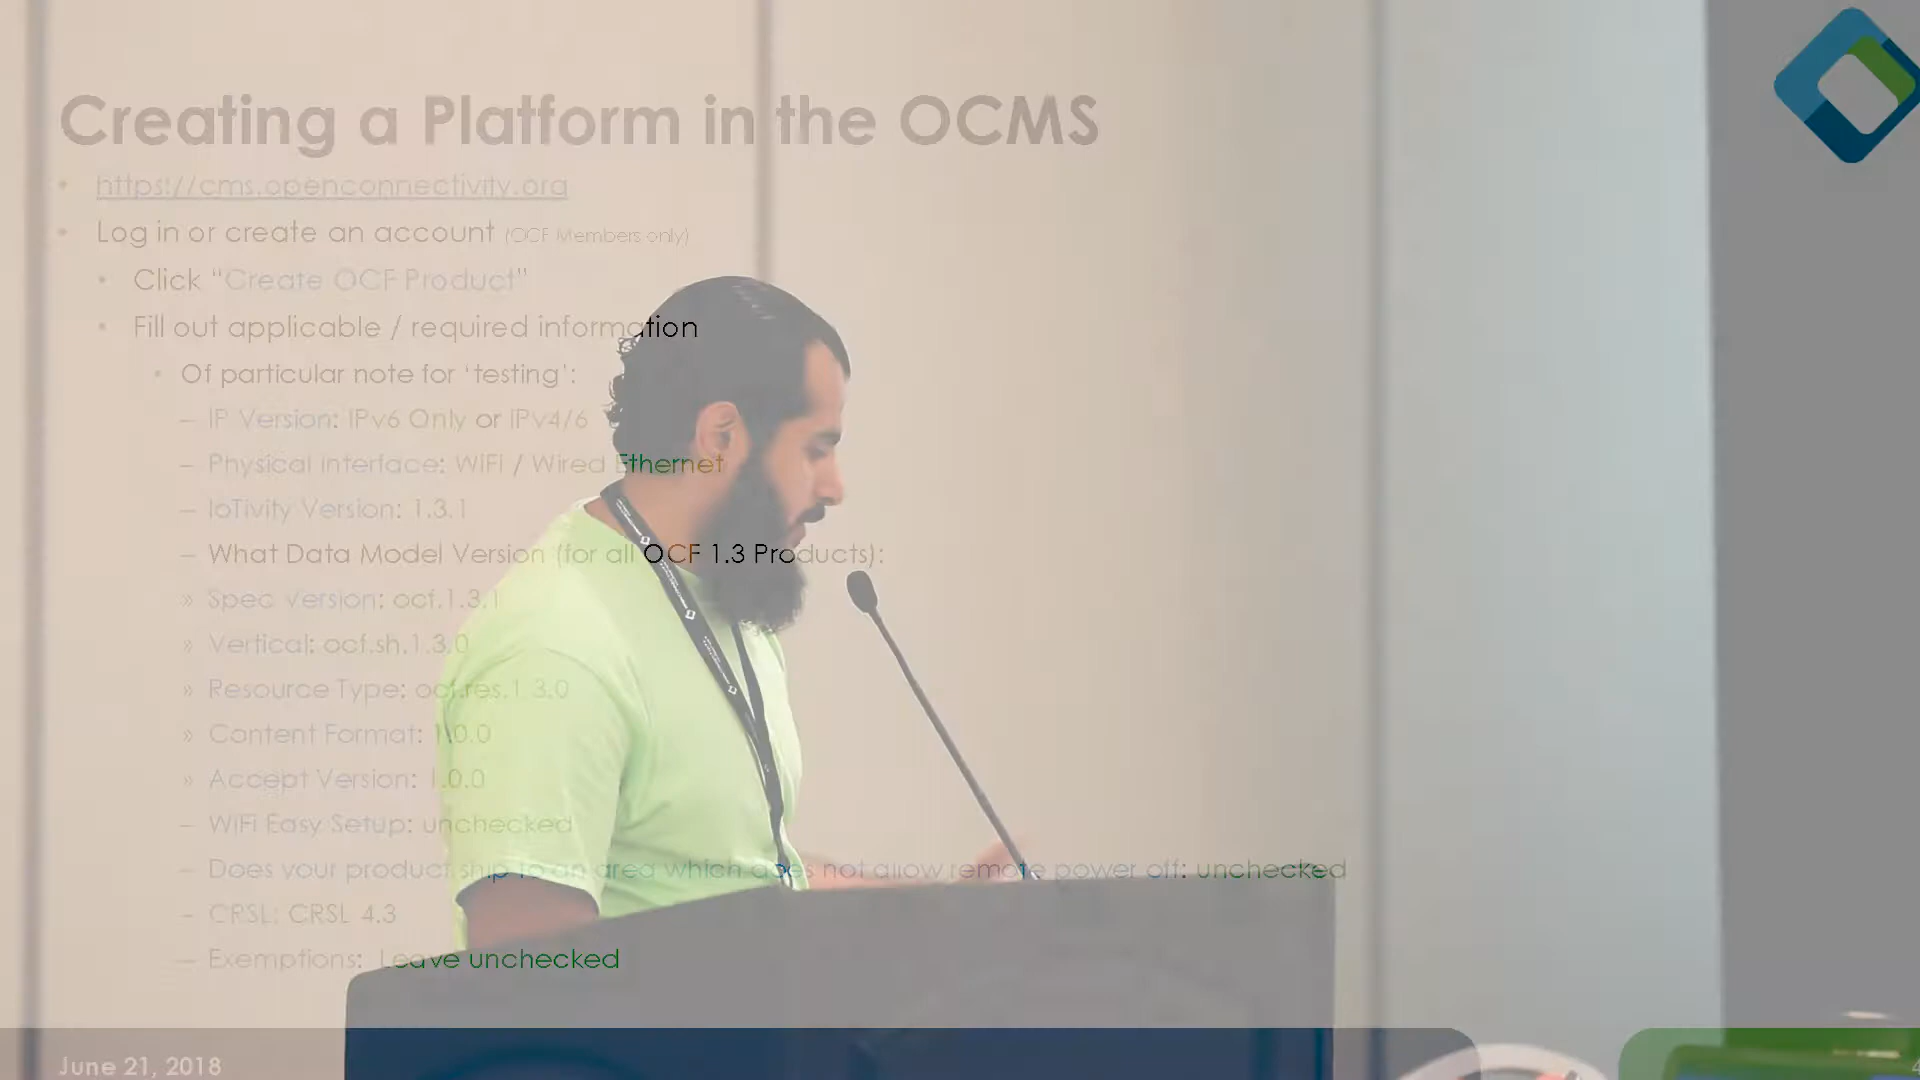 Creating a Platform in the OCMS
• https://cms.openconnectivity.org
• Log in or create an account (OCF Members only)
• Click “Create OCF Product”
• Fill out applicable / required information
• Of particular note for ‘testing’:
– IP Version: IPv6 Only or IPv4/6
– Physical Interface: WiFi / Wired Ethernet
– IoTivity Version: 1.3.1
– What Data Model Version (for all OCF 1.3 Products):
» Spec Version: ocf.1.3.1
» Vertical: ocf.sh.1.3.0
» Resource Type: ocf.res.1.3.0
» Content Format: 1.0.0
» Accept Version: 1.0.0
– WiFi Easy Setup: unchecked
– Does your product ship to an area which does not allow remote power off: unchecked
– CRSL: CRSL 4.3
– Exemptions: Leave unchecked
June 21, 2018